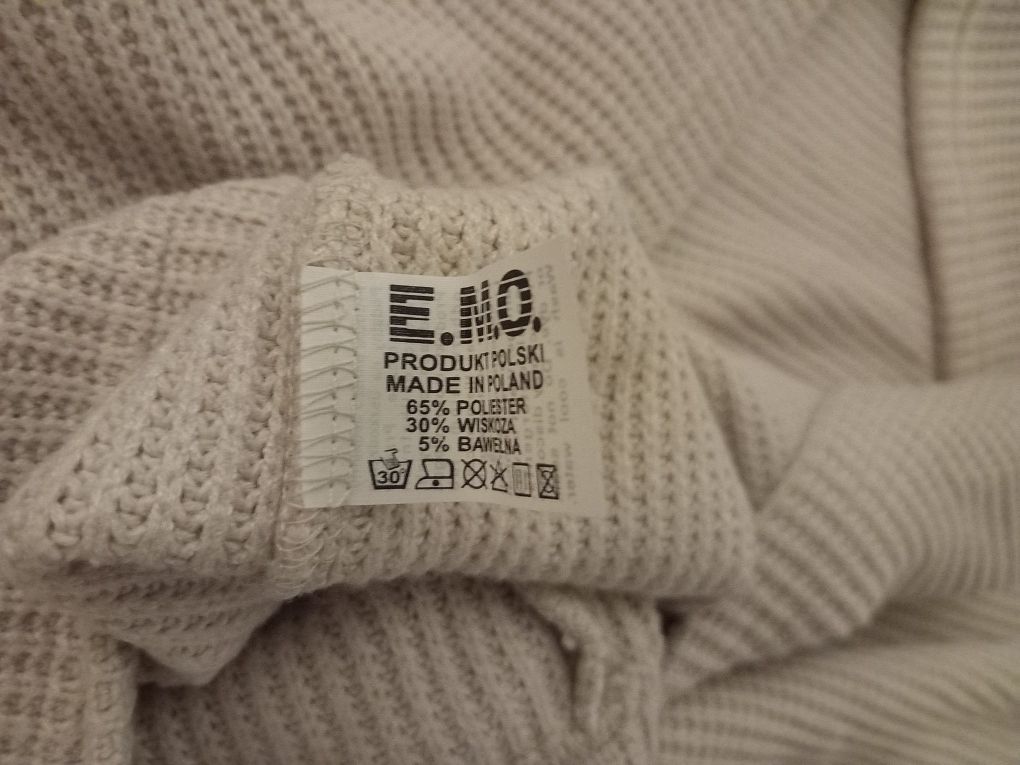 E.M.O.
PRODUKT POLSKI
MADE IN POLAND
65% POLIESTER
30% WISKOZA
5% BAWEŁNA
30°